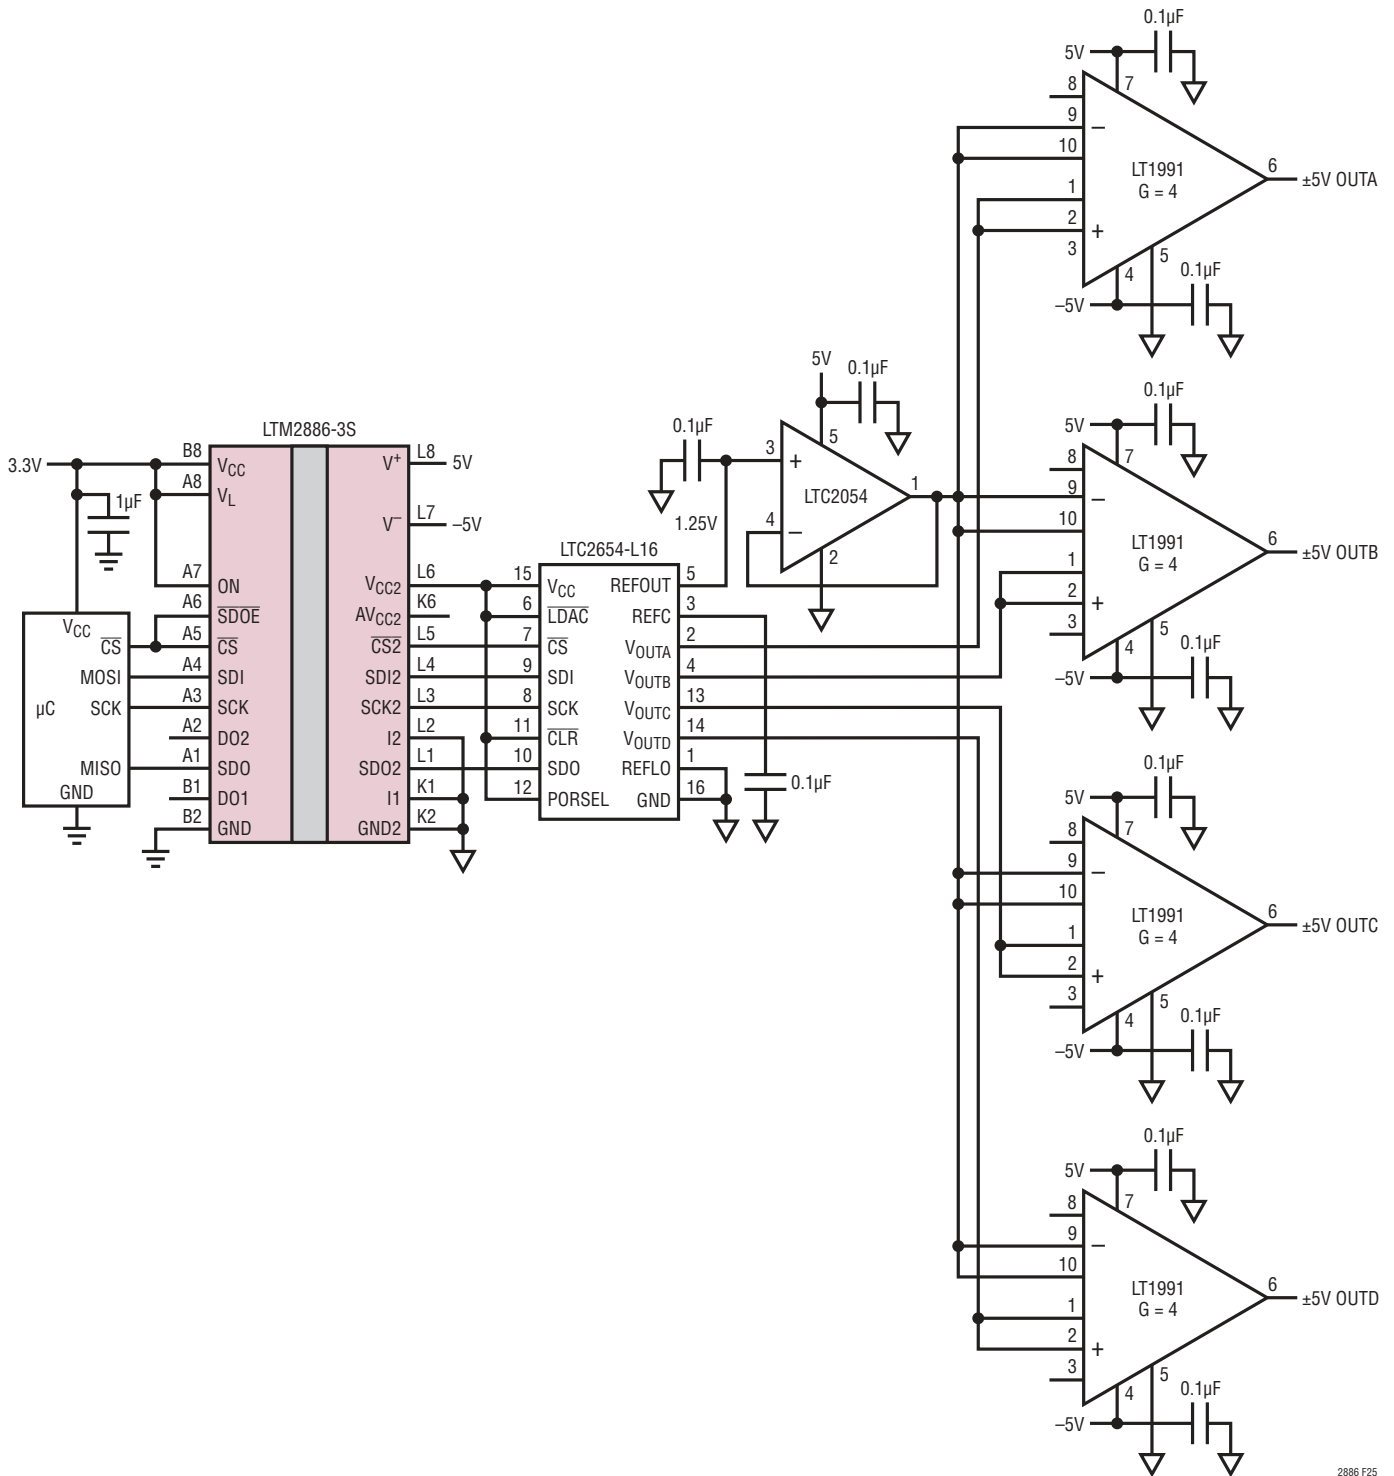 0.1µF
5V
7
8
9
–
10
1
2
+
3
LT1991
G = 4
6
±5V OUTA
5
4
0.1µF
–5V
0.1µF
5V
7
8
9
–
10
1
2
+
3
LT1991
G = 4
6
±5V OUTB
5
4
0.1µF
–5V
5V
0.1µF
5
0.1µF
3
+
LTC2054
1
4
–
2
1.25V
LTM2886-3S
3.3V
1µF
B8
VCC
A8
VL
A7
ON
A6
SDOE
A5
CS
A4
SDI
A3
SCK
A2
DO2
A1
SDO
B1
DO1
B2
GND
V+
L8
5V
V–
L7
–5V
VCC2
L6
AVCC2
K6
CS2
L5
SDI2
L4
SCK2
L3
I2
L2
SDO2
L1
I1
K1
GND2
K2
VCC
CS
MOSI
µC
SCK
MISO
GND
LTC2654-L16
15
VCC
6
LDAC
7
CS
9
SDI
8
SCK
11
CLR
10
SDO
12
PORSEL
REFOUT
5
REFC
3
VOUTA
2
VOUTB
4
VOUTC
13
VOUTD
14
REFLO
1
GND
16
0.1µF
0.1µF
5V
7
8
9
–
10
1
2
+
3
LT1991
G = 4
6
±5V OUTC
5
4
0.1µF
–5V
0.1µF
5V
7
8
9
–
10
1
2
+
3
LT1991
G = 4
6
±5V OUTD
5
4
0.1µF
–5V
2886 F25